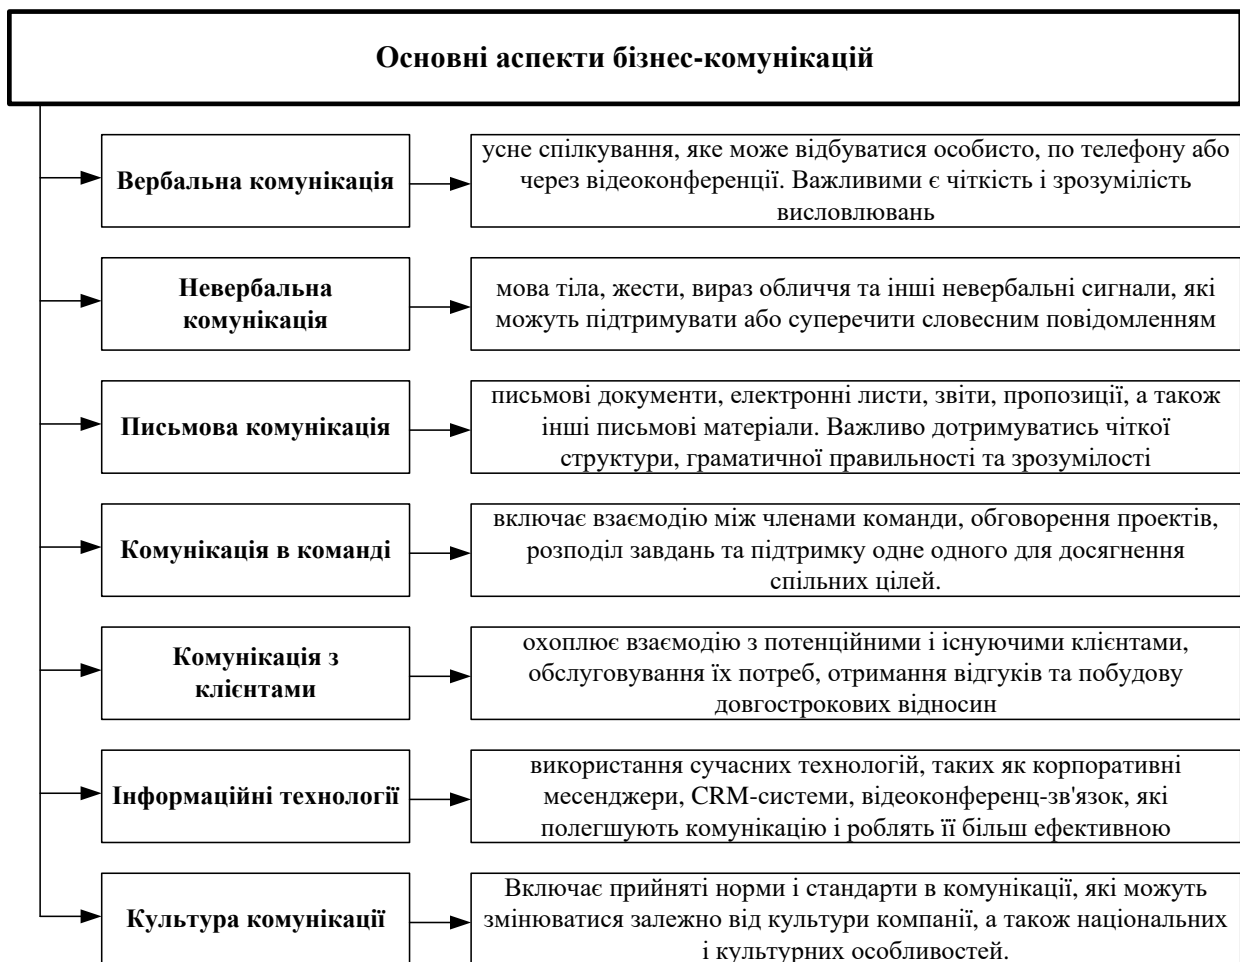 Основні аспекти бізнес-комунікацій
Вербальна комунікація
усне спілкування, яке може відбуватися особисто, по телефону або
через відеоконференції. Важливими є чіткість і зрозумілість
висловлювань
Невербальна
комунікація
мова тіла, жести, вираз обличчя та інші невербальні сигнали, які
можуть підтримувати або суперечити словесним повідомленням
Письмова комунікація
письмові документи, електронні листи, звіти, пропозиції, а також
інші письмові матеріали. Важливо дотримуватись чіткої
структури, граматичної правильності та зрозумілості
Комунікація в команді
включає взаємодію між членами команди, обговорення проектів,
розподіл завдань та підтримку одне одного для досягнення
спільних цілей.
Комунікація з
клієнтами
охоплює взаємодію з потенційними і існуючими клієнтами,
обслуговування їх потреб, отримання відгуків та побудову
довгострокових відносин
Інформаційні технології
використання сучасних технологій, таких як корпоративні
месенджери, CRM-системи, відеоконференц-зв'язок, які
полегшують комунікацію і роблять її більш ефективною
Культура комунікації
Включає прийняті норми і стандарти в комунікації, які можуть
змінюватися залежно від культури компанії, а також національних
і культурних особливостей.